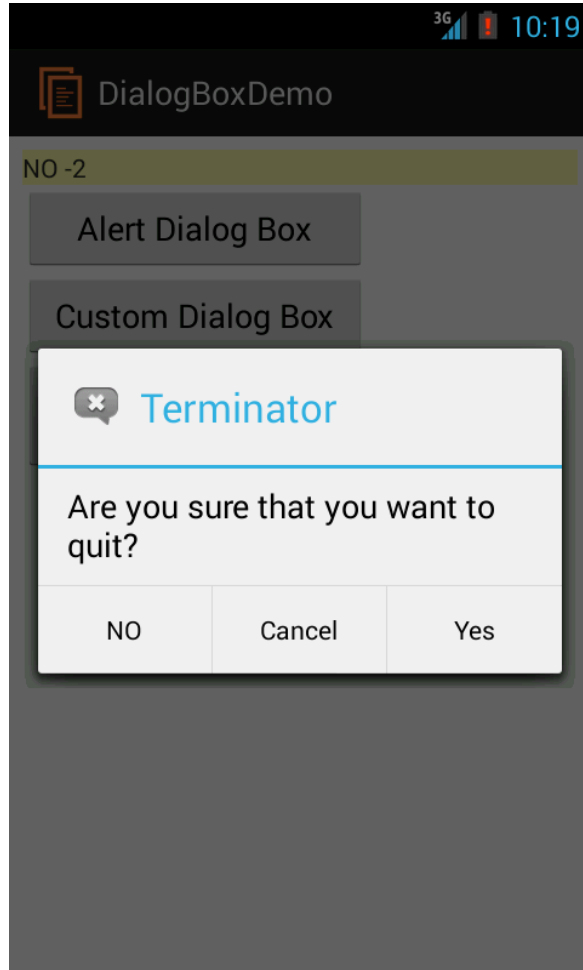 3G 10:19
DialogBoxDemo
NO -2
Alert Dialog Box
Custom Dialog Box
Terminator
Are you sure that you want to
quit?
NO Cancel Yes